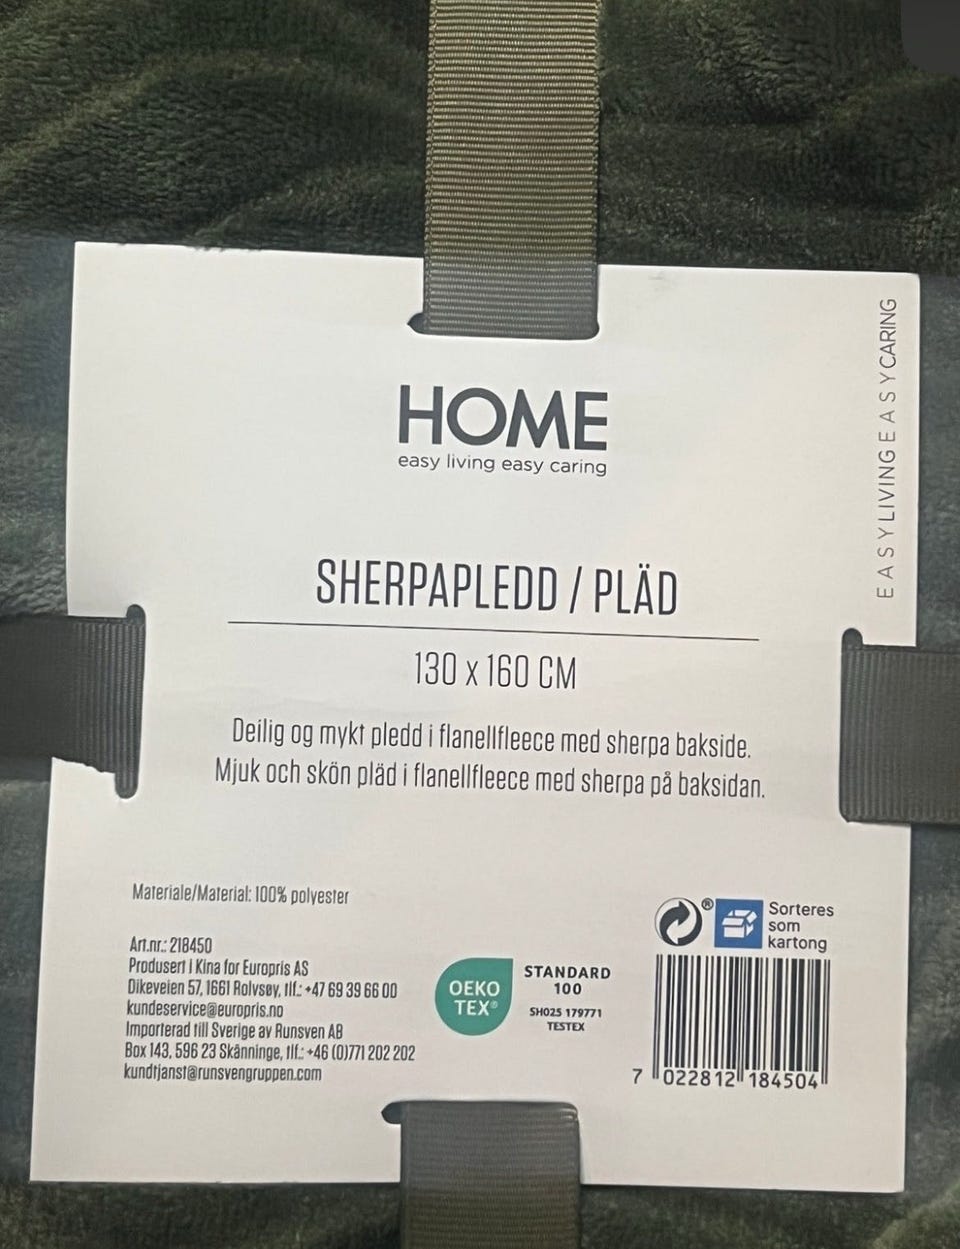 HOME
easy living easy caring
EASYLIVINGEASYCARING
SHERPAPLEDD / PLÄD
130 x 160 CM
Deilig og mykt pledd i flanellfleece med sherpa bakside.
Mjuk och skön pläd i flanellfleece med sherpa på baksidan.
Materiale/Material: 100% polyester
Art.nr.: 218450
Produsert i Kina for Europris AS
Dikeveien 57, 1661 Rolvsøy, tlf.: +47 69 39 66 00
kundeservice@europris.no
Importerad till Sverige av Runsven AB
Box 143, 596 23 Skänninge, tlf.: +46 (0)771 202 202
kundtjanst@runsvengruppen.com
OEKO
TEX®
STANDARD
100
SH025 179771
TESTEX
®
Sorteres
som
kartong
7 022812 184504